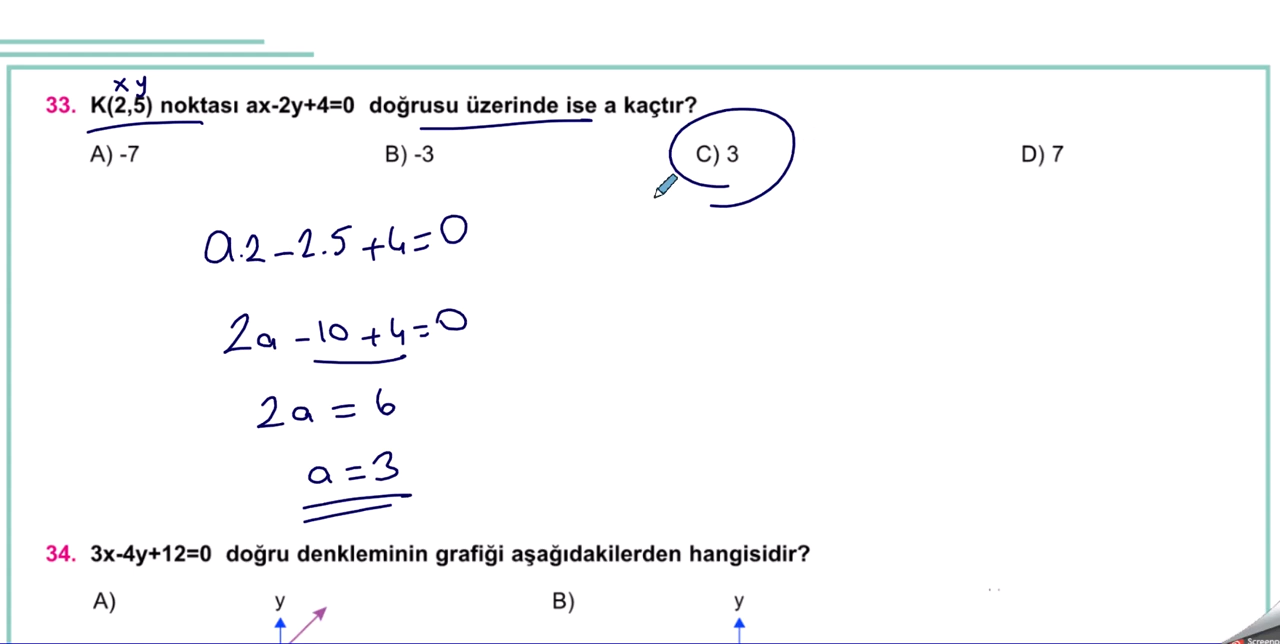 x y
33. K(2,5) noktası ax-2y+4=0 doğrusu üzerinde ise a kaçtır?
A) -7 B) -3 C) 3 D) 7
a.2-2.5+4=0
2a-10+4=0
2a=6
a=3
34. 3x-4y+12=0 doğru denkleminin grafiği aşağıdakilerden hangisidir?
A) y B) y